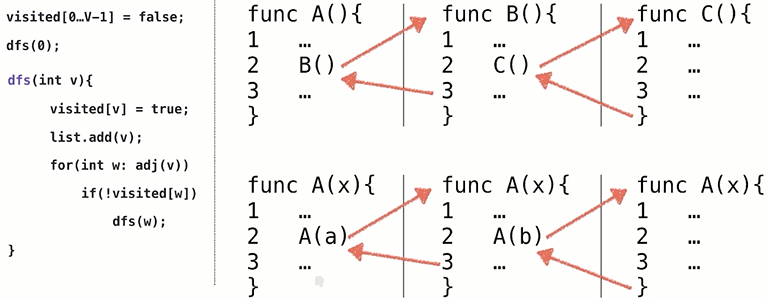 visited[0…V-1] = false;
dfs(0);
dfs(int v){
visited[v] = true;
list.add(v);
for(int w: adj(v))
if(!visited[w])
dfs(w);
}
func A(){
1 …
2 B()
3 …
}
func B(){
1 …
2 C()
3 …
}
func C(){
1 …
2 …
3 …
}
func A(x){
1 …
2 A(a)
3 …
}
func A(x){
1 …
2 A(b)
3 …
}
func A(x){
1 …
2 …
3 …
}